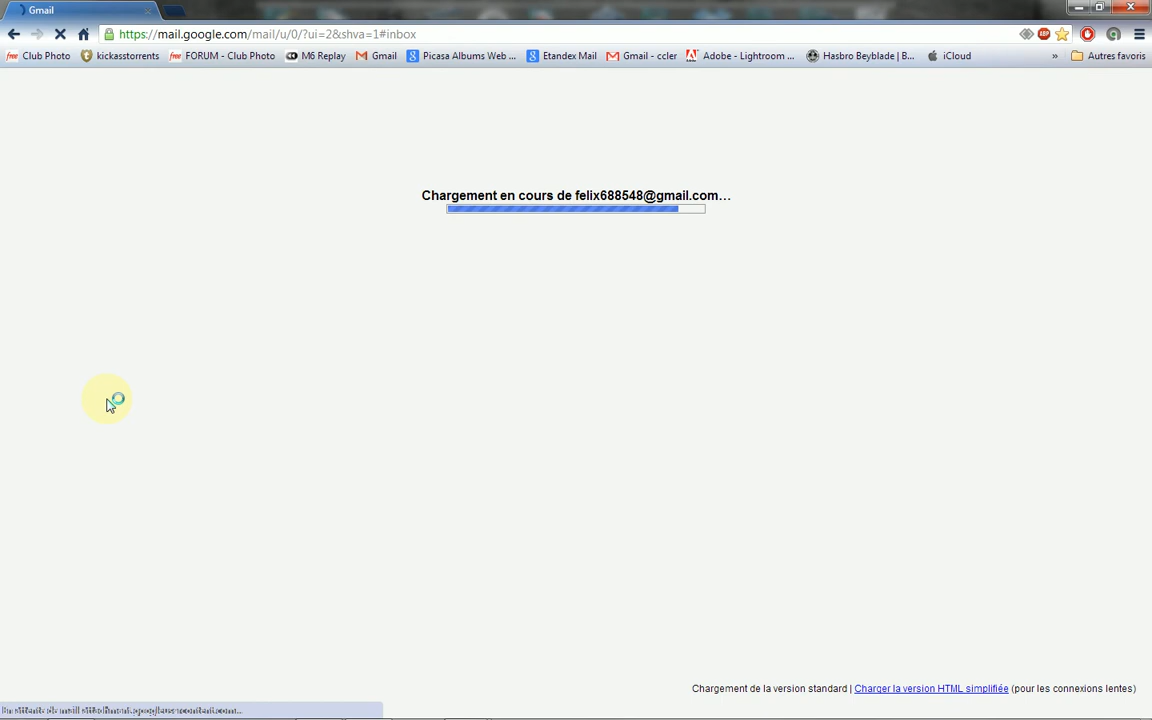 Gmail
https://mail.google.com/mail/u/0/?ui=2&shva=1#inbox
free Club Photo kickasstorrents free FORUM - Club Photo M6 Replay Gmail Picasa Albums Web ... Etandex Mail Gmail - ccler Adobe - Lightroom ... Hasbro Beyblade | B... iCloud » Autres favoris
Chargement en cours de felix688548@gmail.com…
Chargement de la version standard | Charger la version HTML simplifiée (pour les connexions lentes)